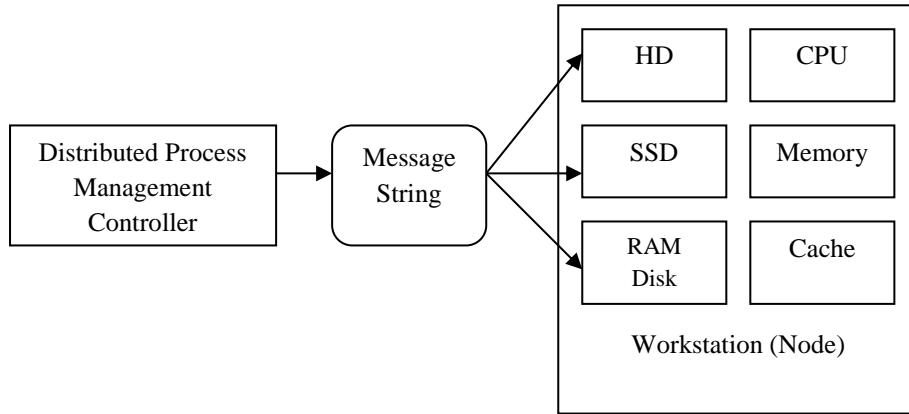 Distributed Process
Management
Controller
Message
String
HD
CPU
SSD
Memory
RAM
Disk
Cache
Workstation (Node)